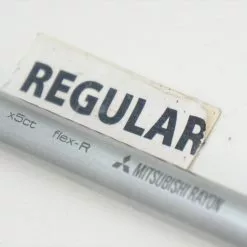 REGULAR
x5ct flex-R MITSUBISHI RAYON